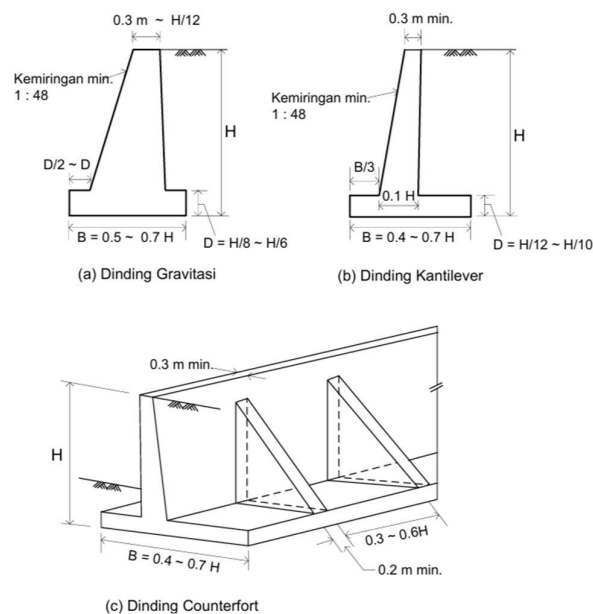 0.3 m ~ H/12
Kemiringan min.
1 : 48
H
D/2 ~ D
B = 0.5 ~ 0.7 H
D = H/8 ~ H/6
(a) Dinding Gravitasi
0.3 m min.
Kemiringan min.
1 : 48
H
B/3
0.1 H
B = 0.4 ~ 0.7 H
D = H/12 ~ H/10
(b) Dinding Kantilever
0.3 m min.
H
B = 0.4 ~ 0.7 H
0.3 ~ 0.6H
0.2 m min.
(c) Dinding Counterfort